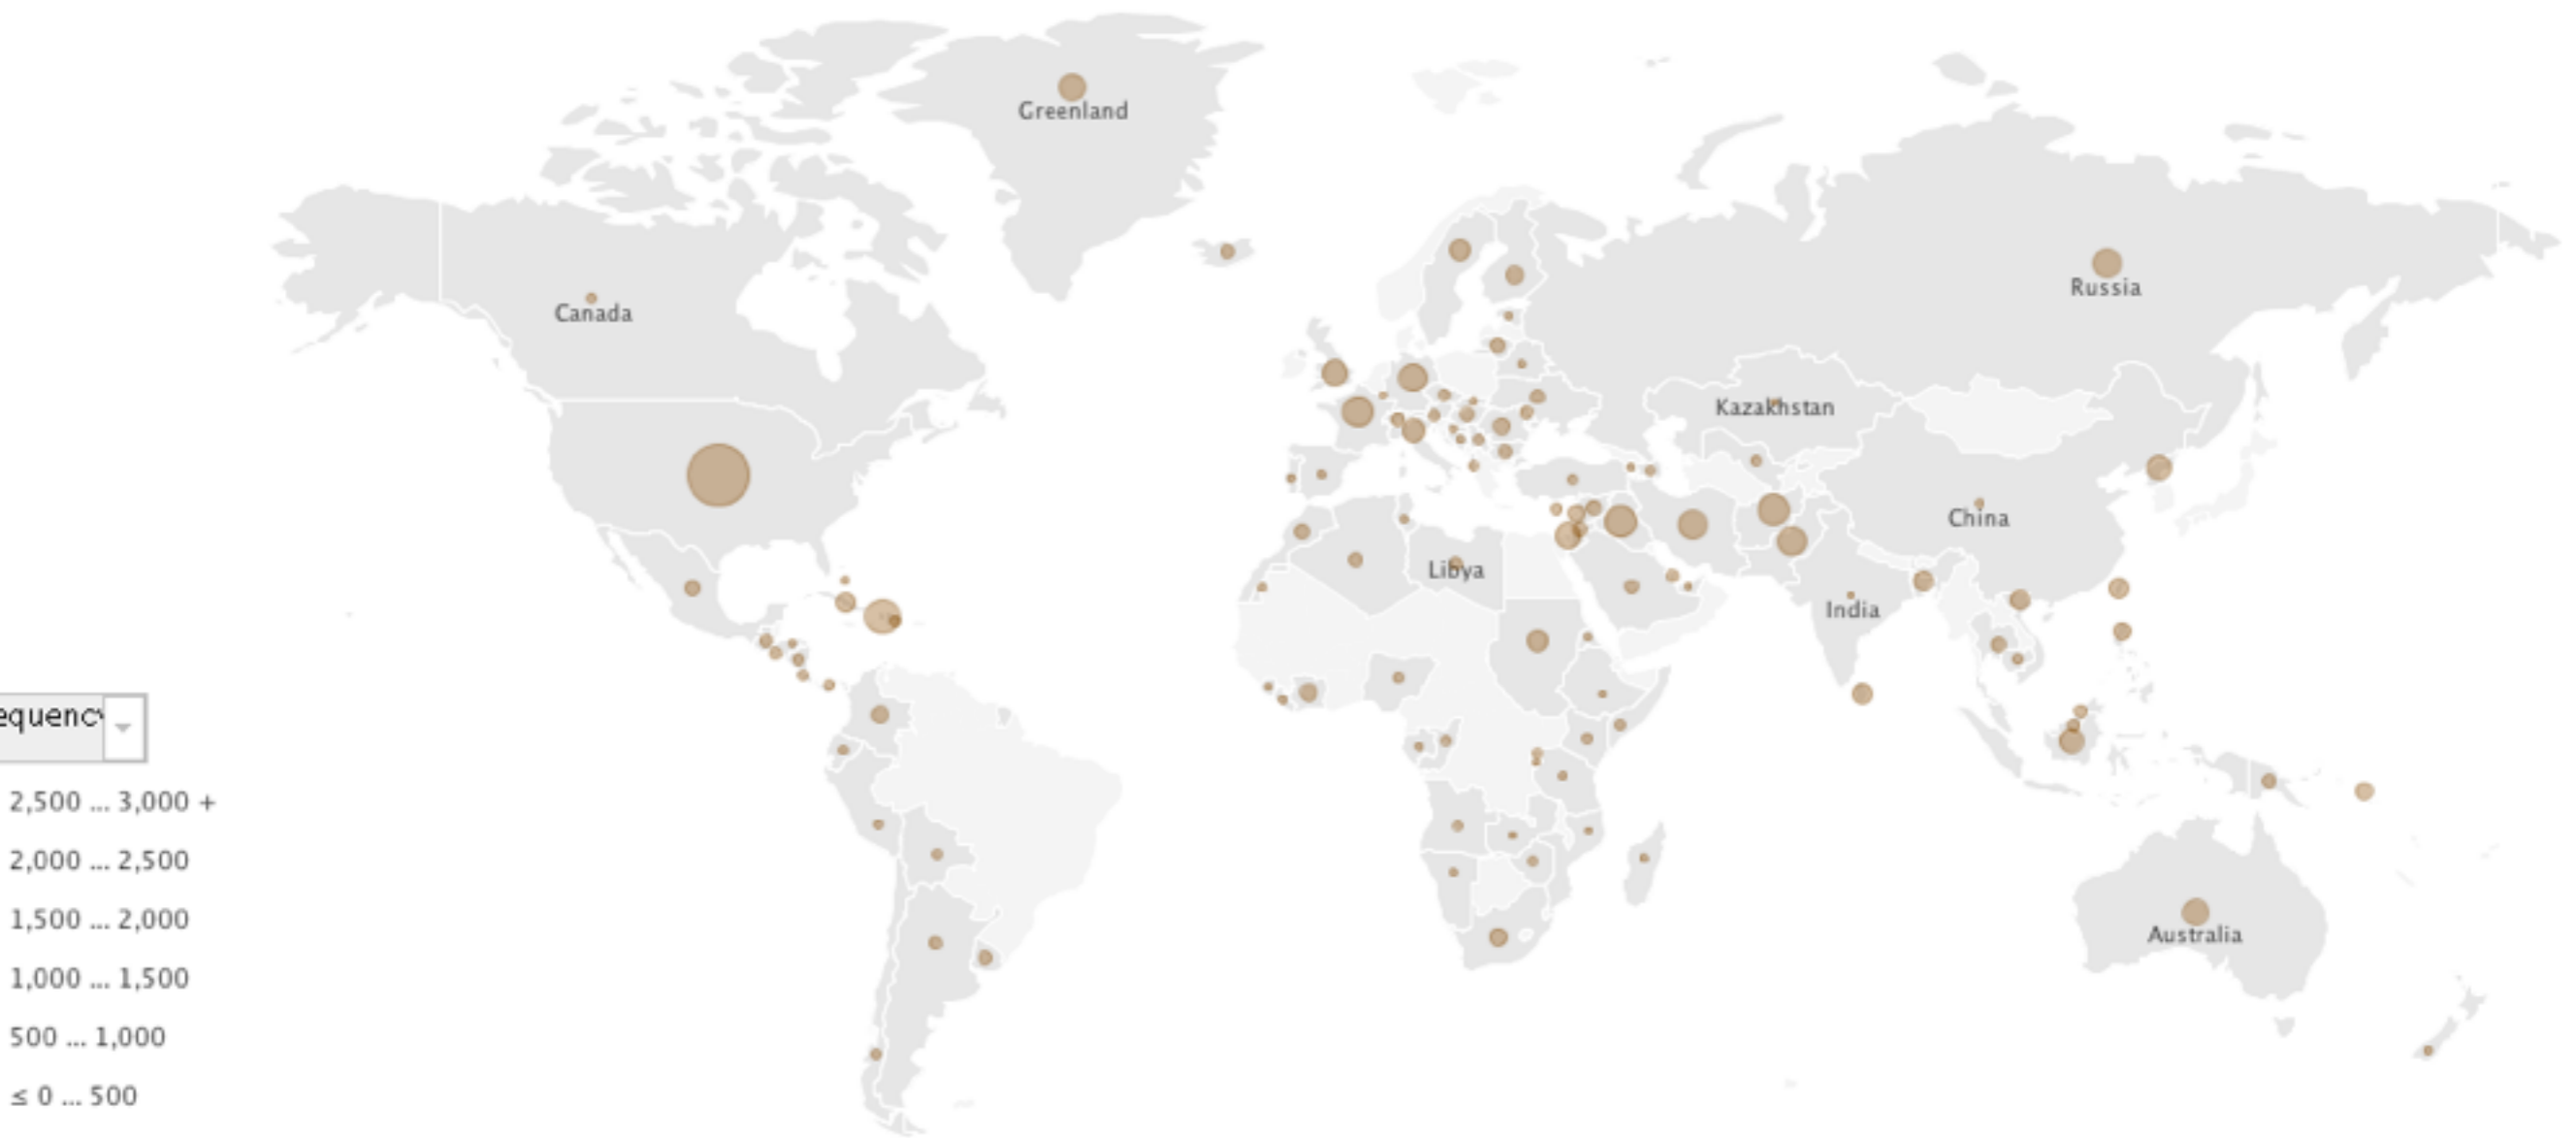 Greenland
Russia
Canada
Kazakhstan
China
Libya
India
equency
2,500 ... 3,000 +
2,000 ... 2,500
1,500 ... 2,000
Australia
1,000 ... 1,500
500 ... 1,000
≤ 0 ... 500